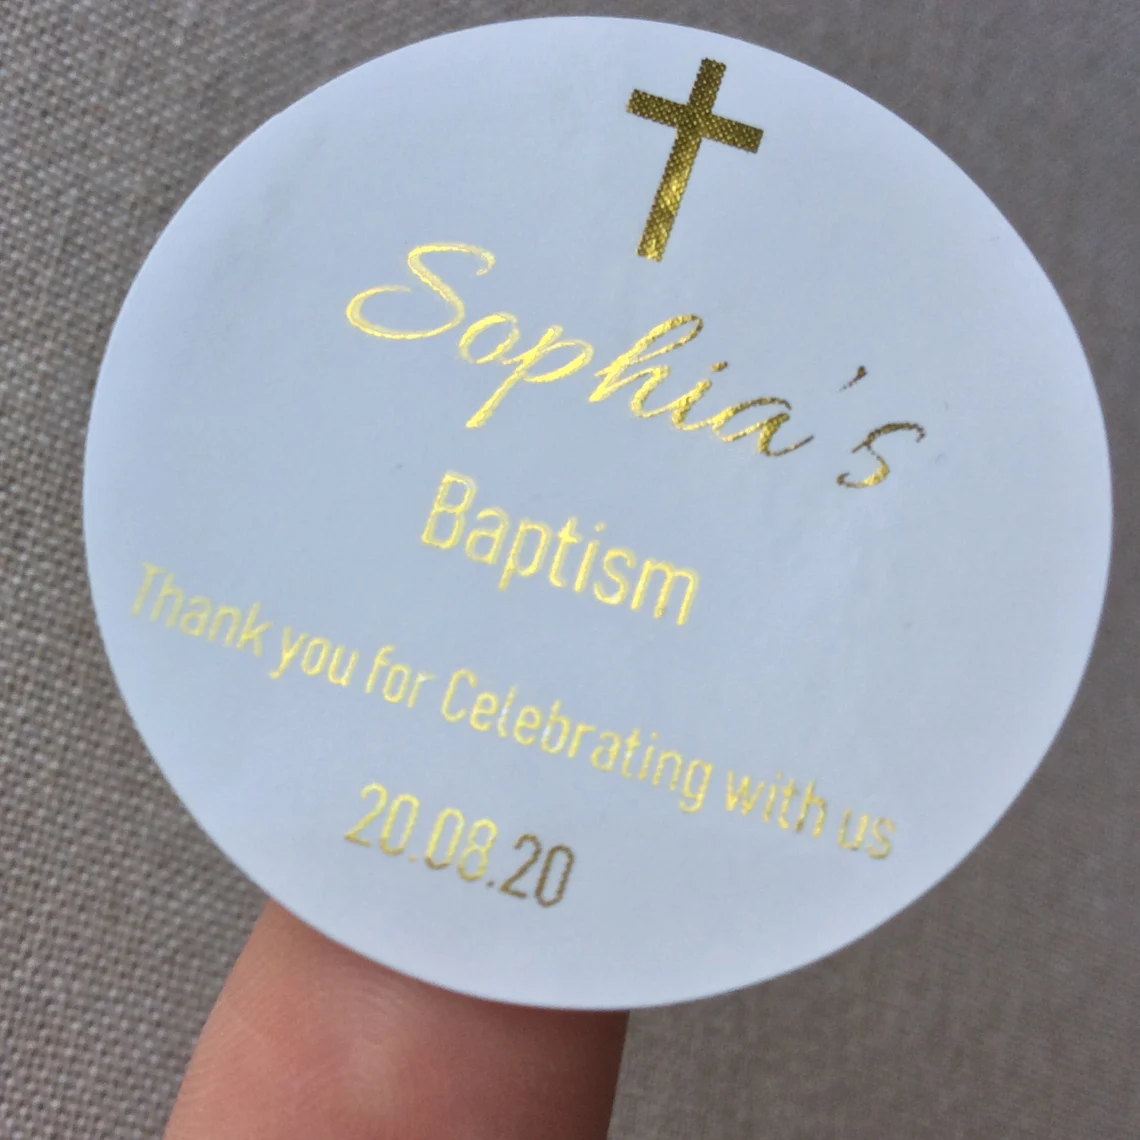 Sophia's
Baptism
Thank you for Celebrating with us
20.08.20